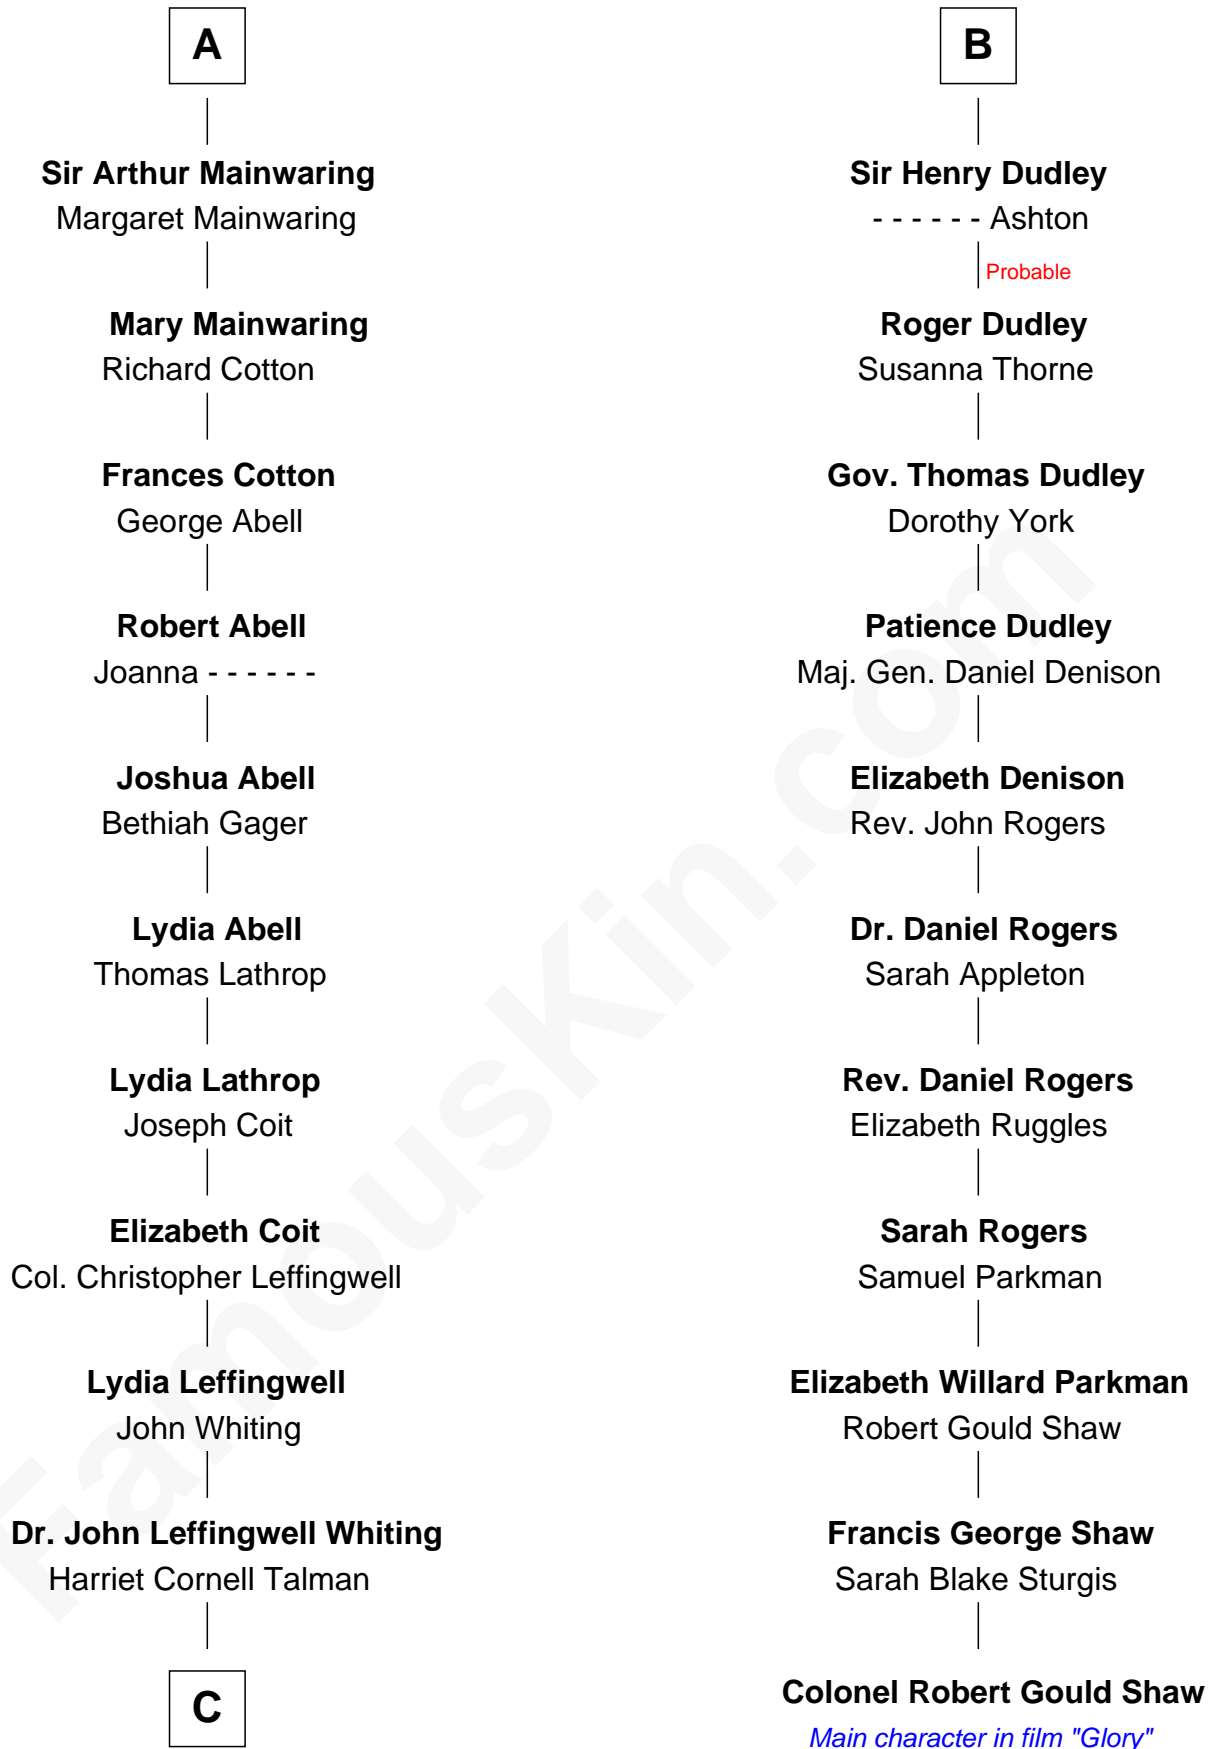 A
Sir Arthur Mainwaring
Margaret Mainwaring
Mary Mainwaring
Richard Cotton
Frances Cotton
George Abell
Robert Abell
Joanna - - - - - -
Joshua Abell
Bethiah Gager
Lydia Abell
Thomas Lathrop
Lydia Lathrop
Joseph Coit
Elizabeth Coit
Col. Christopher Leffingwell
Lydia Leffingwell
John Whiting
Dr. John Leffingwell Whiting
Harriet Cornell Talman
C
B
Sir Henry Dudley
- - - - - - Ashton
Probable
Roger Dudley
Susanna Thorne
Gov. Thomas Dudley
Dorothy York
Patience Dudley
Maj. Gen. Daniel Denison
Elizabeth Denison
Rev. John Rogers
Dr. Daniel Rogers
Sarah Appleton
Rev. Daniel Rogers
Elizabeth Ruggles
Sarah Rogers
Samuel Parkman
Elizabeth Willard Parkman
Robert Gould Shaw
Francis George Shaw
Sarah Blake Sturgis
Colonel Robert Gould Shaw
Main character in film "Glory"
FamousKin.com